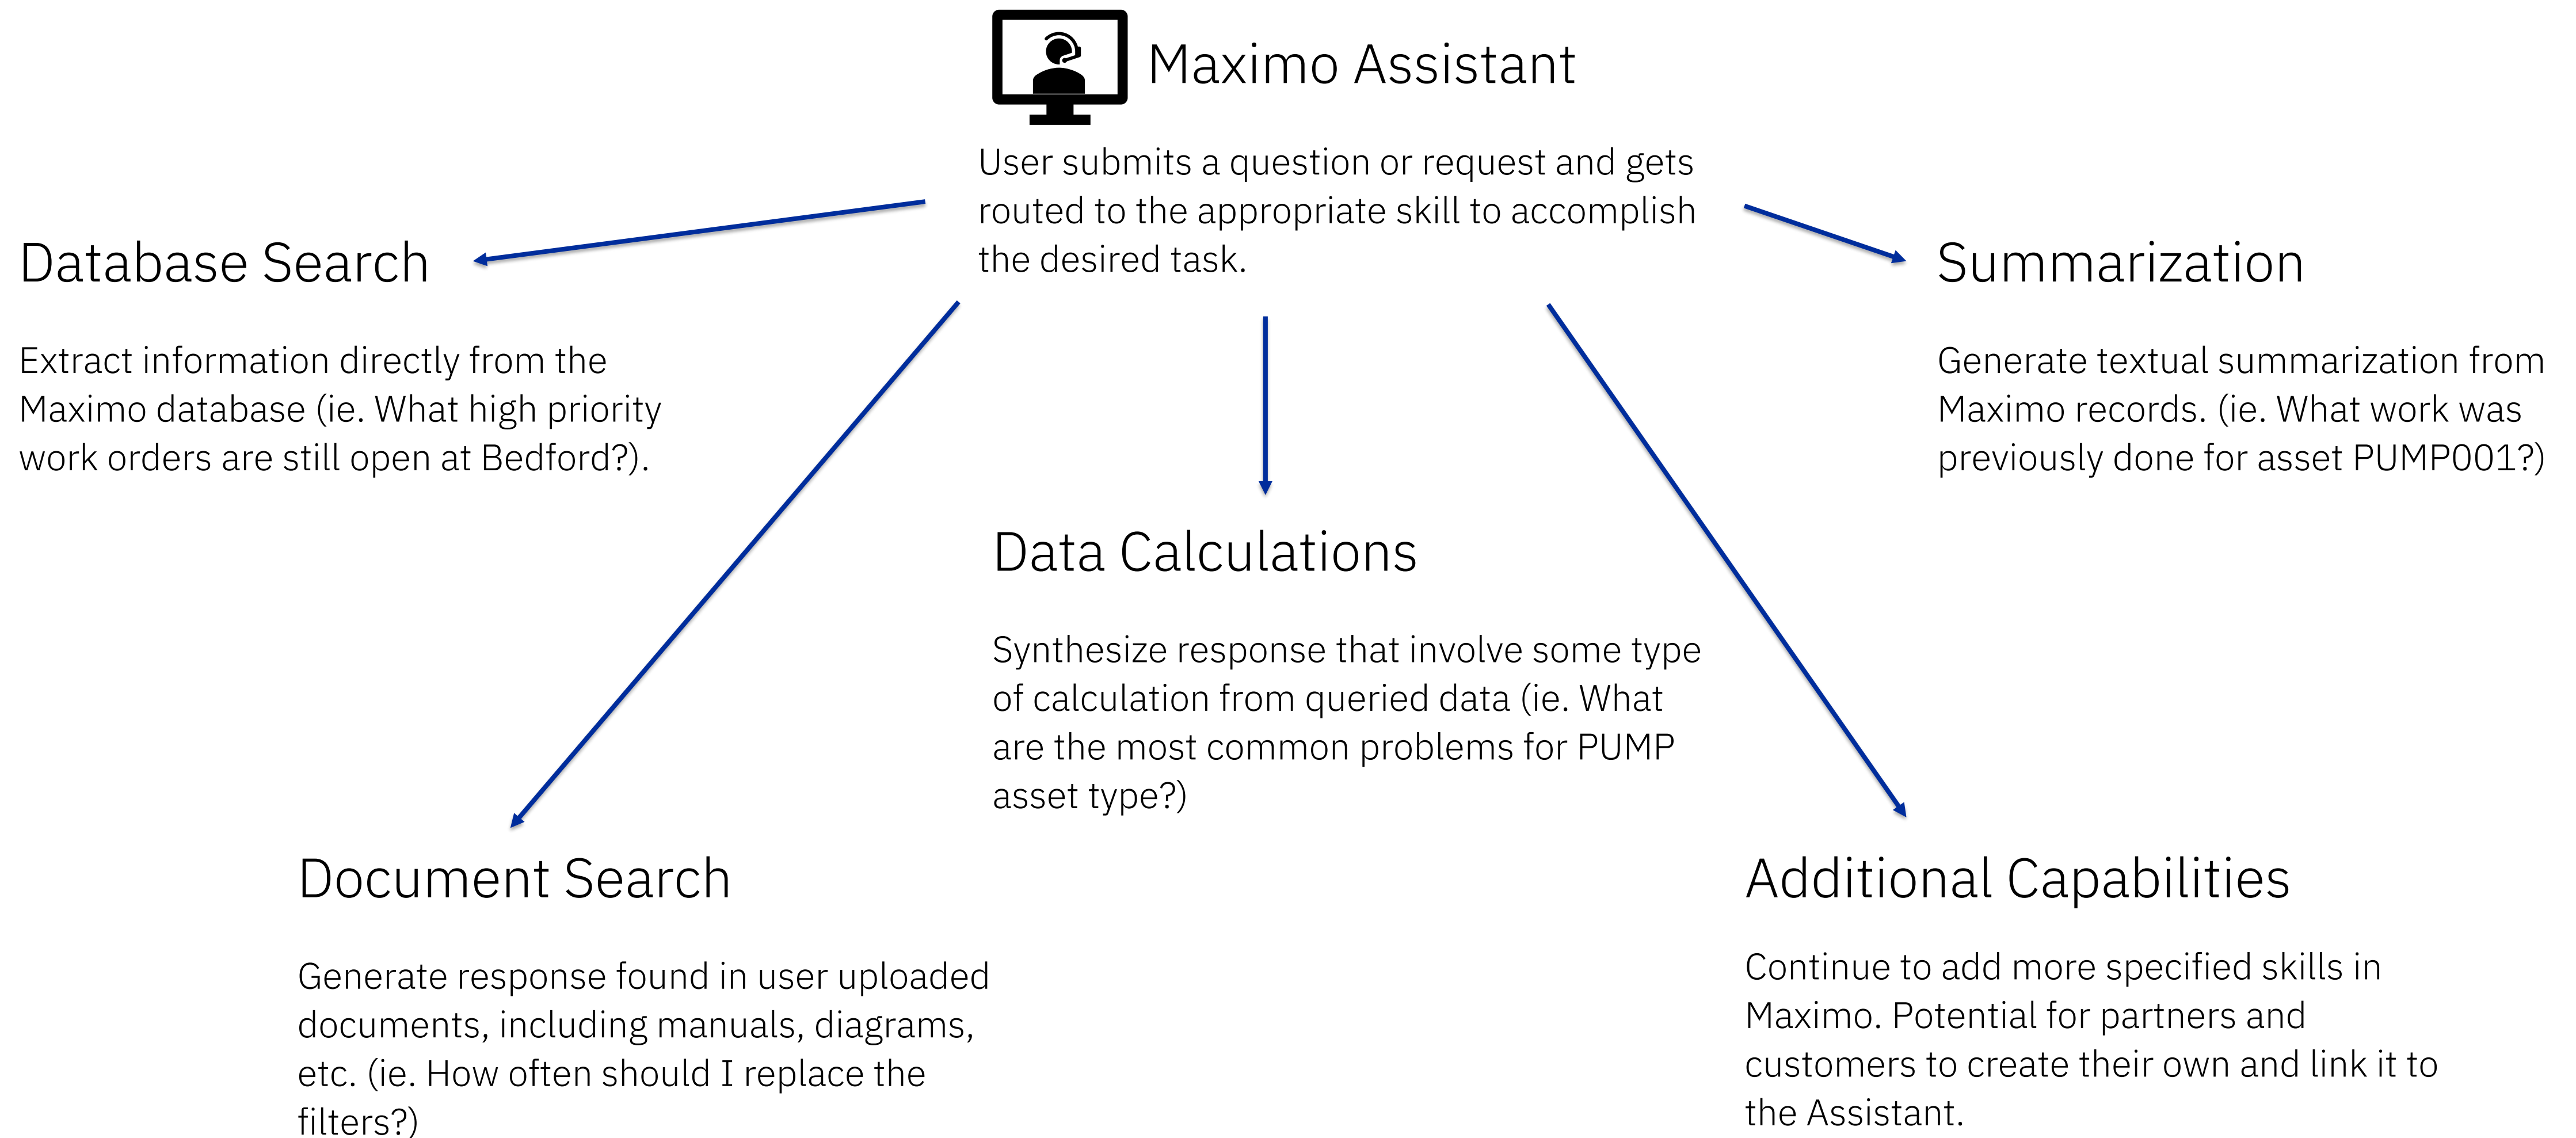 Maximo Assistant
User submits a question or request and gets
routed to the appropriate skill to accomplish
the desired task.
Database Search
Extract information directly from the
Maximo database (ie. What high priority
work orders are still open at Bedford?).
Summarization
Generate textual summarization from
Maximo records. (ie. What work was
previously done for asset PUMP001?)
Data Calculations
Synthesize response that involve some type
of calculation from queried data (ie. What
are the most common problems for PUMP
asset type?)
Document Search
Generate response found in user uploaded
documents, including manuals, diagrams,
etc. (ie. How often should I replace the
filters?)
Additional Capabilities
Continue to add more specified skills in
Maximo. Potential for partners and
customers to create their own and link it to
the Assistant.